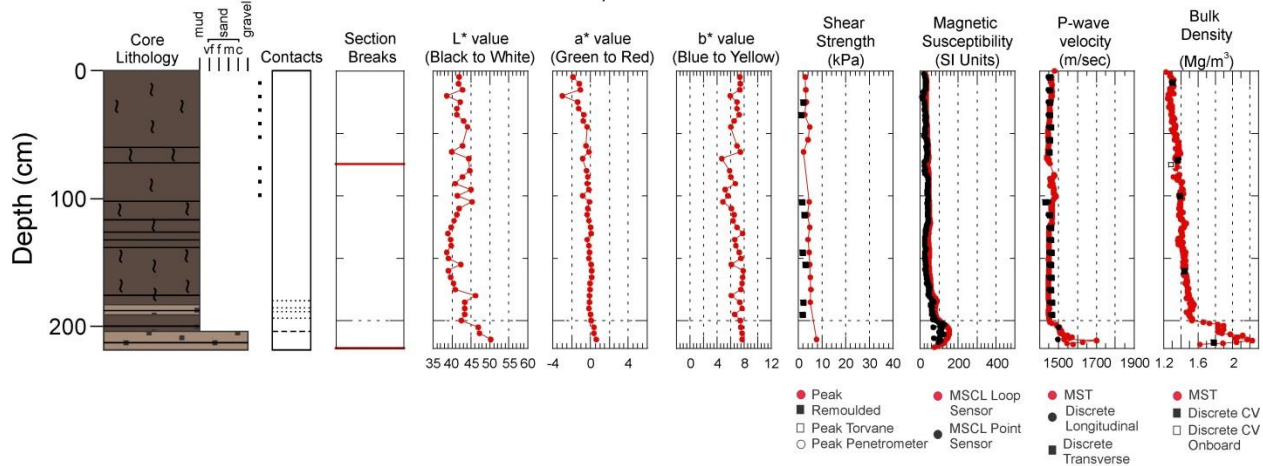 mud
vf f m c
sand
gravel
Core
Lithology
Contacts
Section
Breaks
L* value
(Black to White)
a* value
(Green to Red)
b* value
(Blue to Yellow)
Shear
Strength
(kPa)
Magnetic
Susceptibility
(SI Units)
P-wave
velocity
(m/sec)
Bulk
Density
(Mg/m³)
Depth (cm)
0
100
200
35 40 45 50 55 60
-4 0 4
0 4 8 12
0 10 20 30 40
0 200 400
1500 1900
1.2 1.6 2
Peak
Remoulded
Peak Torvane
Peak Penetrometer
MSCL Loop
Sensor
MSCL Point
Sensor
MST
Discrete
Longitudinal
Discrete
Transverse
MST
Discrete CV
Discrete CV
Onboard